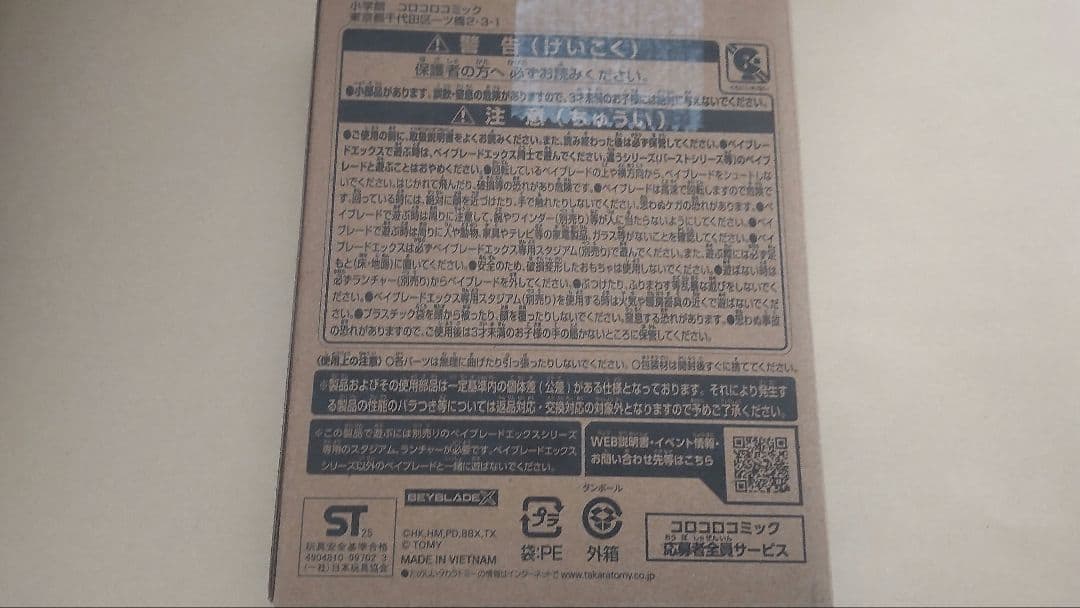 小学館 コロコロコミック
東京都千代田区一ツ橋2-3-1
⚠ 警告(けいこく)
保護者の方へ 必ずお読みください。
●小部品があります。誤飲・窒息の危険がありますので、3才未満のお子様には絶対に与えないでください。
⚠ 注意(ちゅうい)
●ご使用の前に、取扱説明書をよくお読みください。また、読み終わった後は必ず保管してください。●ベイブレー
ドエックスで遊ぶ時は、ベイブレードエックス同士で遊んでください。違うシリーズ(バーストシリーズ等)のベイブ
レードと遊ぶことはおやめください。●回転しているベイブレードの上や横方向から、ベイブレードをシュートしな
いでください。はじかれて飛んだり、破損等の恐れがあり危険です。●ベイブレードは高速で回転しますので危険で
す。回っている時には、絶対に顔を近づけたり、手で触れたりしないでください。思わぬケガの恐れがあります。●ベ
イブレードで遊ぶ時は周りに注意して、腕やワインダー(別売り)等が人に当たらないようにしてください。●ベイ
ブレードで遊ぶ時は周りに人や動物、家具やテレビ等の家電製品、ガラス等がないことを確認してください。●ベイ
ブレードエックスは必ずベイブレードエックス専用スタジアム(別売り)で遊んでください。また、遊ぶ際には必ず足
もと(床・地面)に置いてください。●安全のため、破損変形したおもちゃは使用しないでください。●遊ばない時は
必ずランチャー(別売り)からベイブレードを外してください。●ぶつけたり、ふりまわす等乱暴な遊びをしないでく
ださい。●ベイブレードエックス専用スタジアム(別売り)を使用する時は火気や暖房器具の近くで遊ばないでくだ
さい。●プラスチック袋を頭から被ったり、顔を覆ったりしないでください。窒息する恐れがあります。●思わぬ事故
の恐れがありますので、ご使用後は3才未満のお子様の手の届かないところに保管してください。
〈使用上の注意〉〇各パーツは無理に曲げたり引っ張ったりしないでください。〇包装材は開封後すぐに捨ててください。
※製品およびその使用部品は一定基準内の個体差(公差)がある仕様となっております。それにより発生す
る製品の性能のバラつき等については返品対応・交換対応の対象外となりますので予めご了承ください。
※この製品で遊ぶには別売りのベイブレードエックスシリーズ
専用のスタジアム、ランチャーが必要です。ベイブレードエックス
シリーズ以外のベイブレードと一緒に遊ばないでください。
WEB説明書・イベント情報・
お問い合わせ先等はこちら
ST 25
玩具安全基準合格
4904810-99702 3
(一社)日本玩具協会
BEYBLADE X
©HK,HM,PD,BBX,TX
© TOMY
MADE IN VIETNAM
プラ
袋:PE
ダンボール
外箱
コロコロコミック
応募者全員サービス
おうぼしゃぜんいん
●たのしいタカラトミーの情報はインターネットで www.takaratomy.co.jp